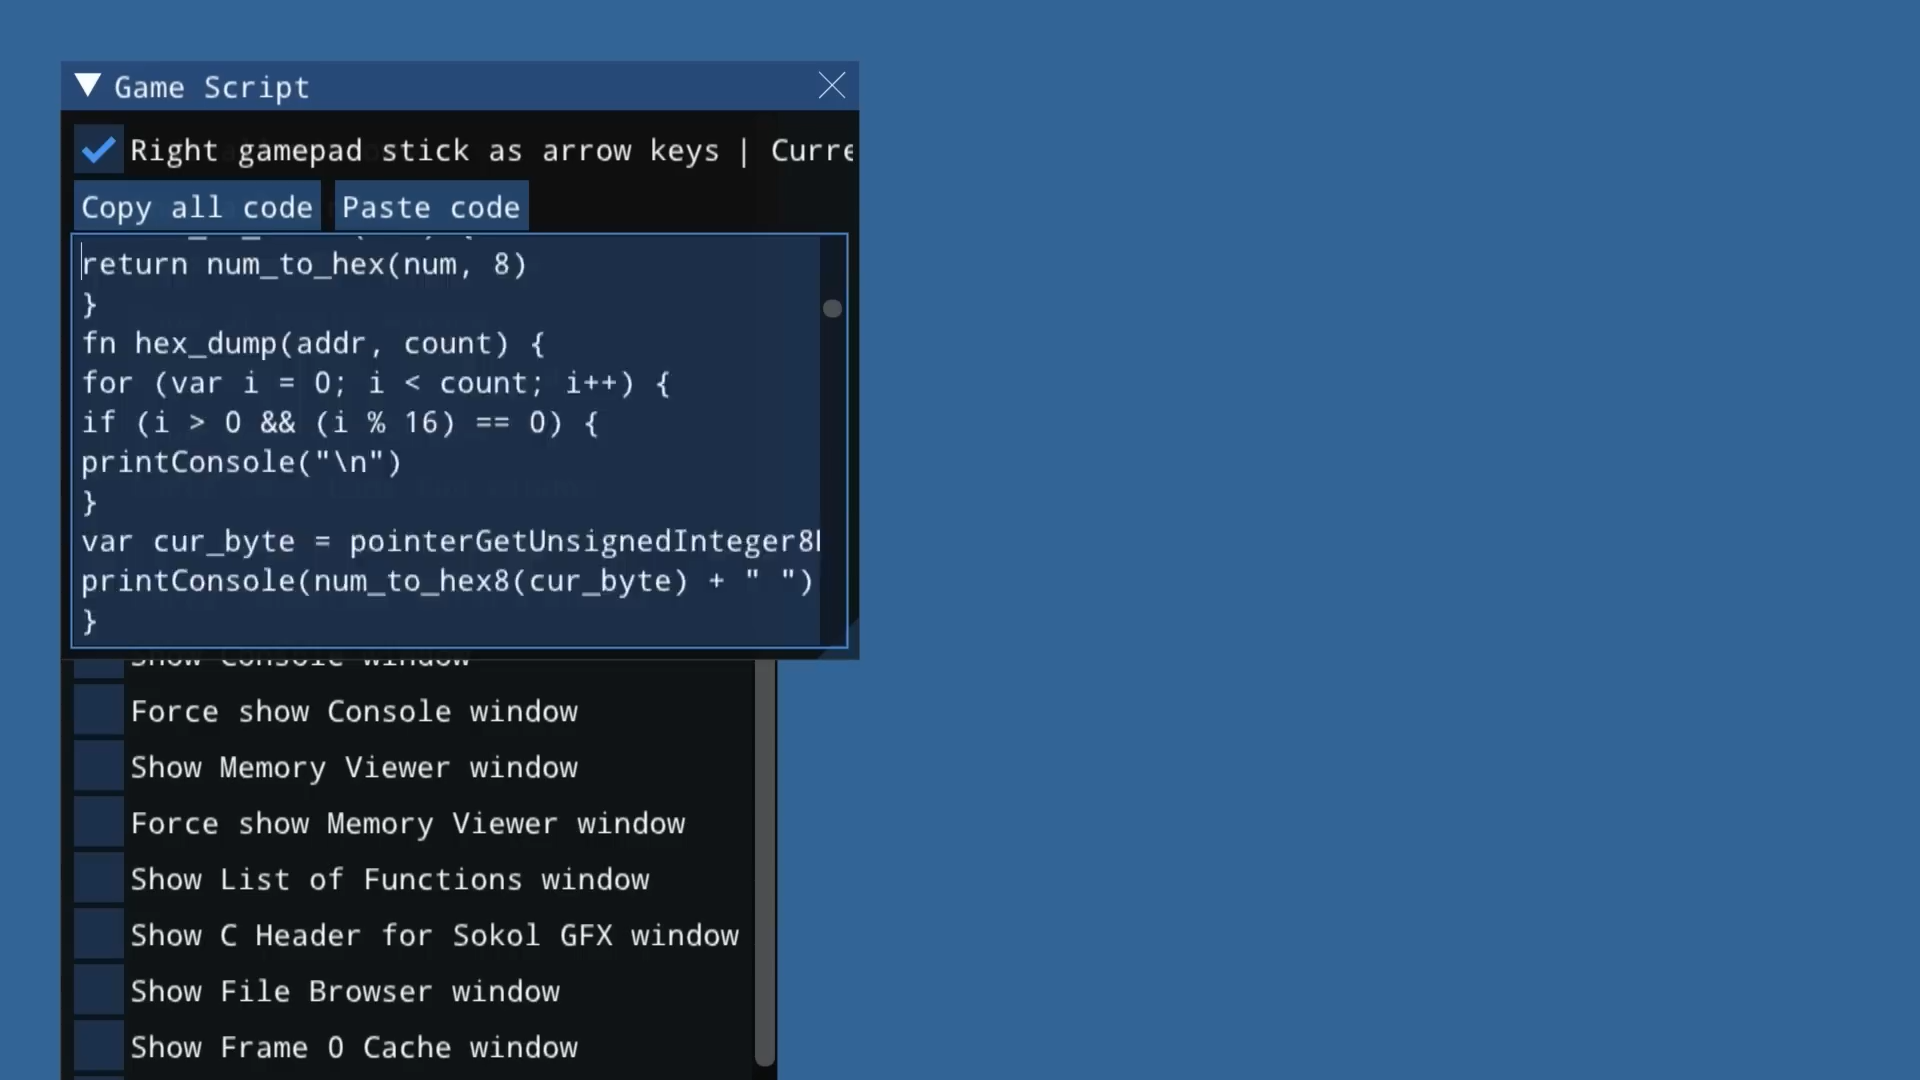 Game Script
Right gamepad stick as arrow keys | Curre
Copy all code Paste code
return num_to_hex(num, 8)
}
fn hex_dump(addr, count) {
for (var i = 0; i < count; i++) {
if (i > 0 && (i % 16) == 0) {
printConsole("\n")
}
var cur_byte = pointerGetUnsignedInteger8
printConsole(num_to_hex8(cur_byte) + " ")
}
Show Console window
Force show Console window
Show Memory Viewer window
Force show Memory Viewer window
Show List of Functions window
Show C Header for Sokol GFX window
Show File Browser window
Show Frame 0 Cache window